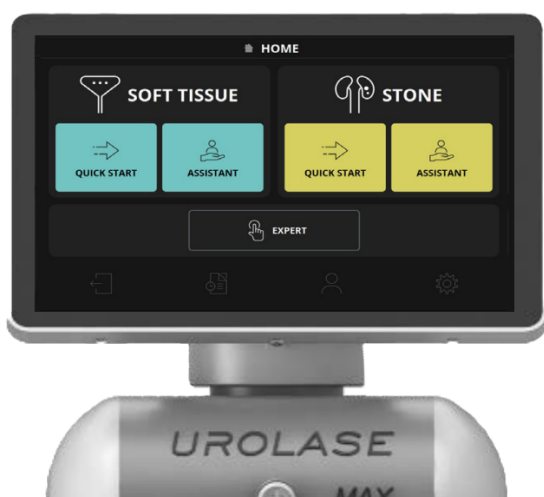 HOME
SOFT TISSUE
STONE
QUICK START
ASSISTANT
QUICK START
ASSISTANT
EXPERT
UROLASE
MAX